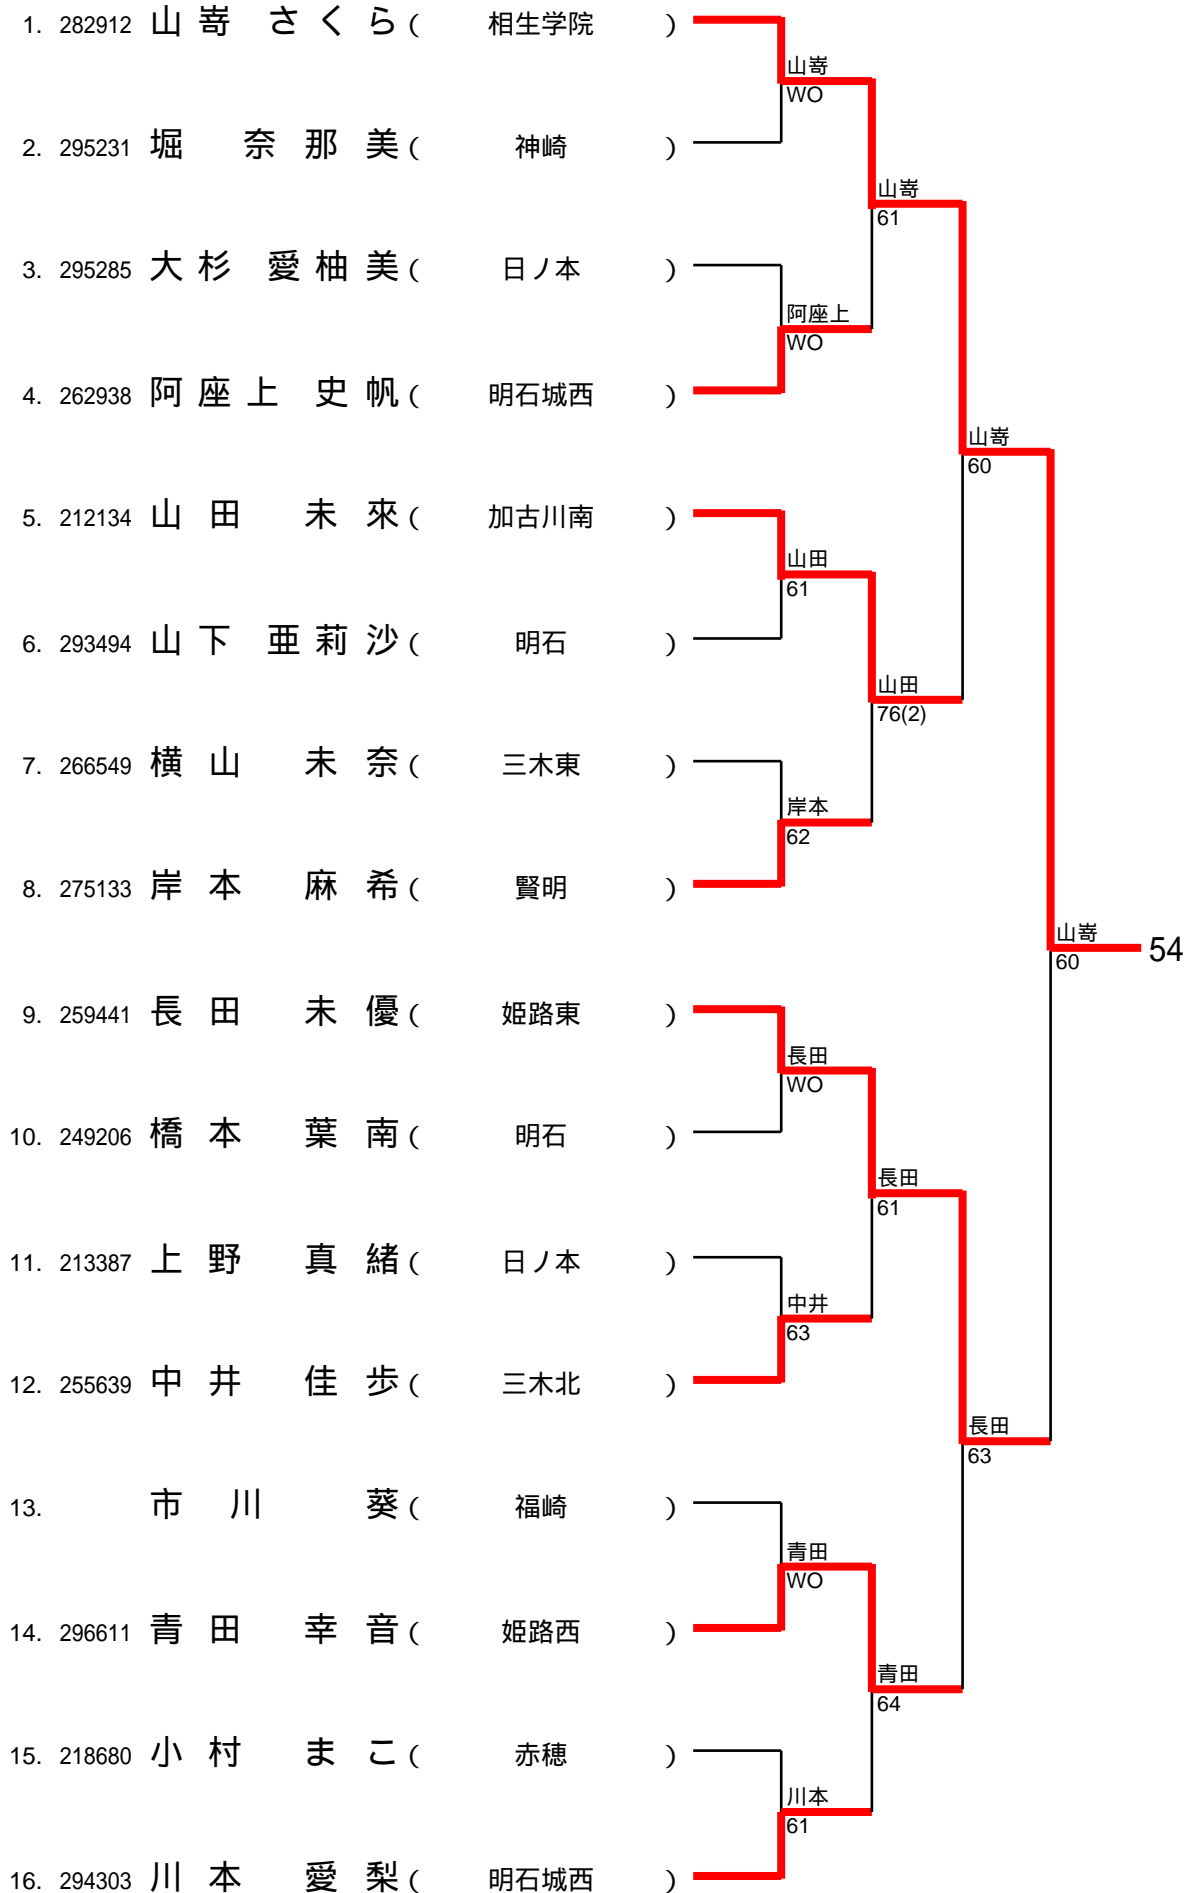 1. 282912 山嵜 さくら ( 相生学院 )
山嵜
WO
2. 295231 堀 奈那美 ( 神崎 )
山嵜
61
3. 295285 大杉 愛柚美 ( 日ノ本 )
阿座上
WO
4. 262938 阿座上 史帆 ( 明石城西 )
山嵜
60
5. 212134 山田 未來 ( 加古川南 )
山田
61
6. 293494 山下 亜莉沙 ( 明石 )
山田
76(2)
7. 266549 横山 未奈 ( 三木東 )
岸本
62
8. 275133 岸本 麻希 ( 賢明 )
山嵜
60
54
9. 259441 長田 未優 ( 姫路東 )
長田
WO
10. 249206 橋本 葉南 ( 明石 )
長田
61
11. 213387 上野 真緒 ( 日ノ本 )
中井
63
12. 255639 中井 佳歩 ( 三木北 )
長田
63
13. 市川 葵 ( 福崎 )
青田
WO
14. 296611 青田 幸音 ( 姫路西 )
青田
64
15. 218680 小村 まこ ( 赤穂 )
川本
61
16. 294303 川本 愛梨 ( 明石城西 )